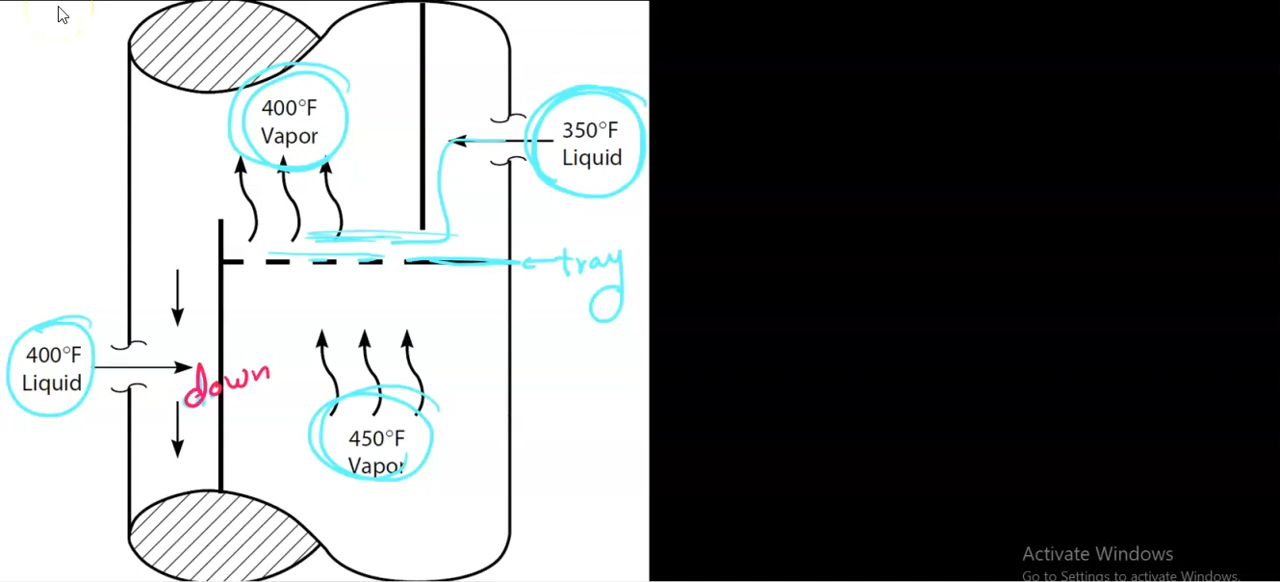 400°F
Vapor
350°F
Liquid
tray
400°F
Liquid
down
450°F
Vapor
Activate Windows
Go to Settings to activate Windows.